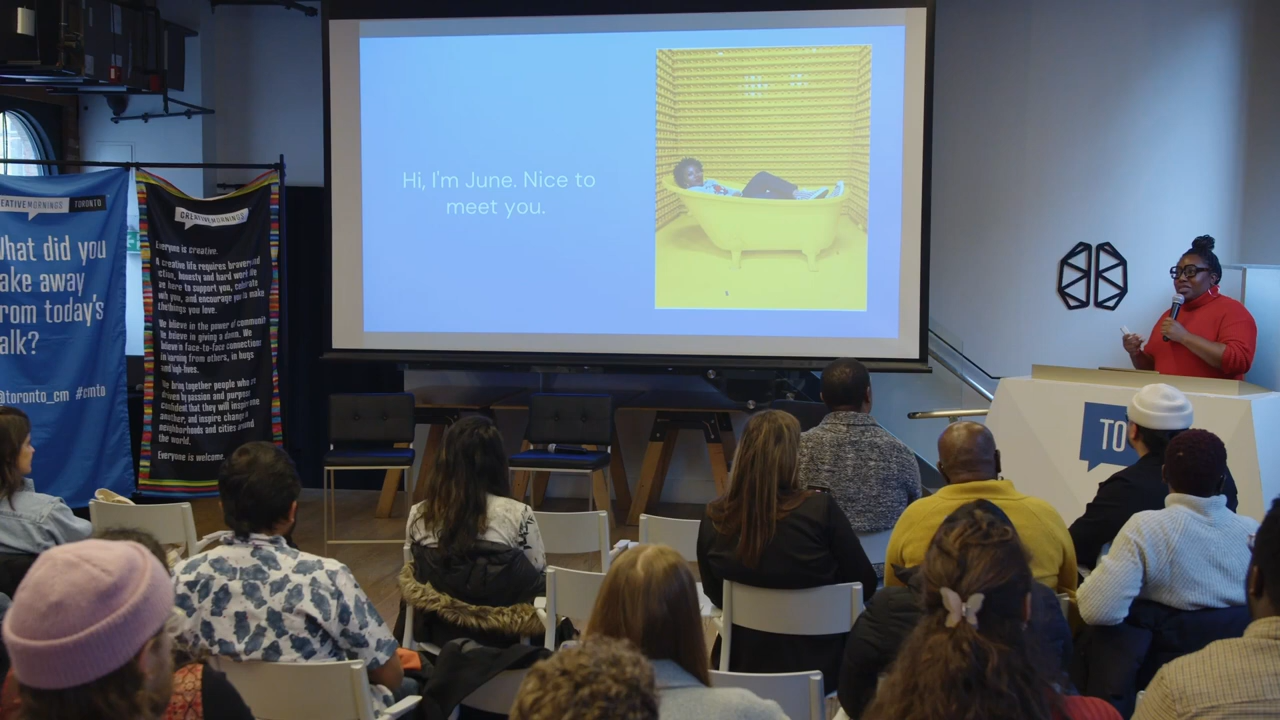 Hi, I'm June. Nice to
meet you.
EATIVEMORNINGS TORONTO
What did you
ake away
rom today's
alk?
@toronto_cm #cmto
CREATIVEMORNINGS
Everyone is creative.
A creative life requires bravery and
action, honesty and hard work. We
are here to support you, celebrate
with you, and encourage you to make
the things you love.
We believe in the power of community.
We believe in giving a damn. We
believe in face-to-face connections,
in learning from others, in hugs
and high-fives.
We bring together people who are
driven by passion and purpose,
confident that they will inspire one
another, and inspire change in
neighborhoods and cities around
the world.
Everyone is welcome.
TO